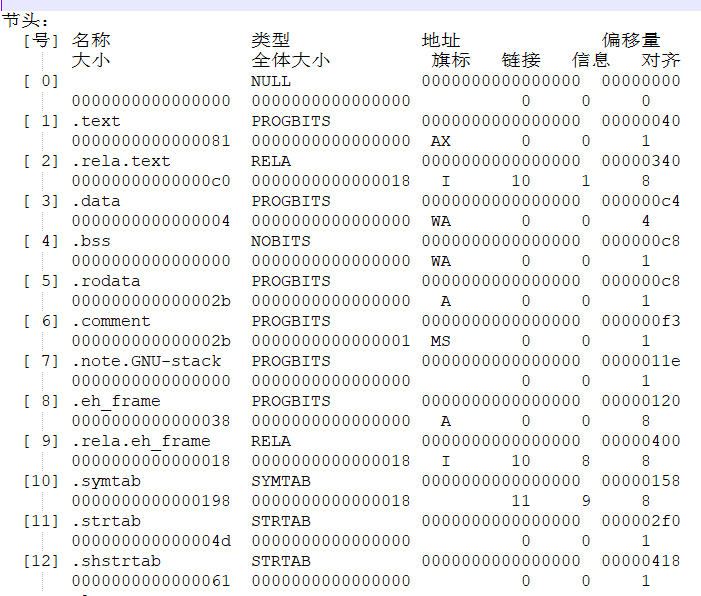 节头:
[号] 名称 类型 地址 偏移量
大小 全体大小 旗标 链接 信息 对齐
[ 0] NULL 0000000000000000 00000000
0000000000000000 0000000000000000 0 0 0
[ 1] .text PROGBITS 0000000000000000 00000040
0000000000000081 0000000000000000 AX 0 0 1
[ 2] .rela.text RELA 0000000000000000 00000340
00000000000000c0 0000000000000018 I 10 1 8
[ 3] .data PROGBITS 0000000000000000 000000c4
0000000000000004 0000000000000000 WA 0 0 4
[ 4] .bss NOBITS 0000000000000000 000000c8
0000000000000000 0000000000000000 WA 0 0 1
[ 5] .rodata PROGBITS 0000000000000000 000000c8
000000000000002b 0000000000000000 A 0 0 1
[ 6] .comment PROGBITS 0000000000000000 000000f3
000000000000002b 0000000000000001 MS 0 0 1
[ 7] .note.GNU-stack PROGBITS 0000000000000000 0000011e
0000000000000000 0000000000000000 0 0 1
[ 8] .eh_frame PROGBITS 0000000000000000 00000120
0000000000000038 0000000000000000 A 0 0 8
[ 9] .rela.eh_frame RELA 0000000000000000 00000400
0000000000000018 0000000000000018 I 10 8 8
[10] .symtab SYMTAB 0000000000000000 00000158
0000000000000198 0000000000000018 11 9 8
[11] .strtab STRTAB 0000000000000000 000002f0
000000000000004d 0000000000000000 0 0 1
[12] .shstrtab STRTAB 0000000000000000 00000418
0000000000000061 0000000000000000 0 0 1